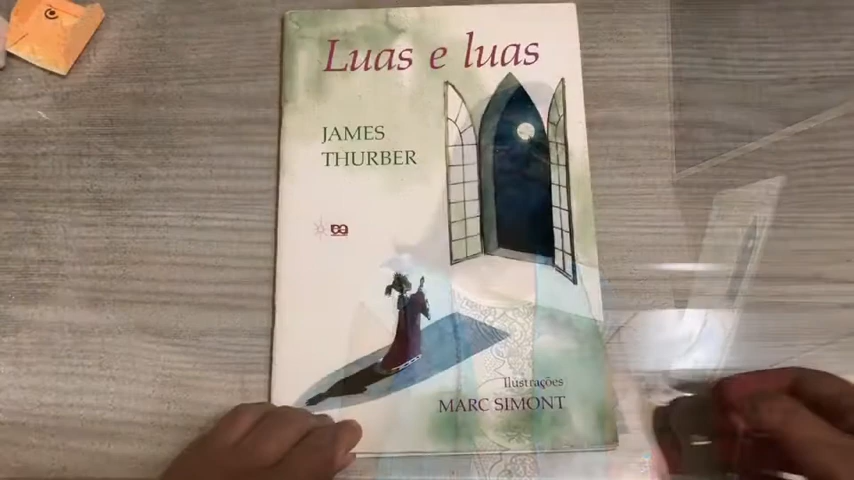 Luas e luas
JAMES
THURBER
Ilustrações
MARC SIMONT